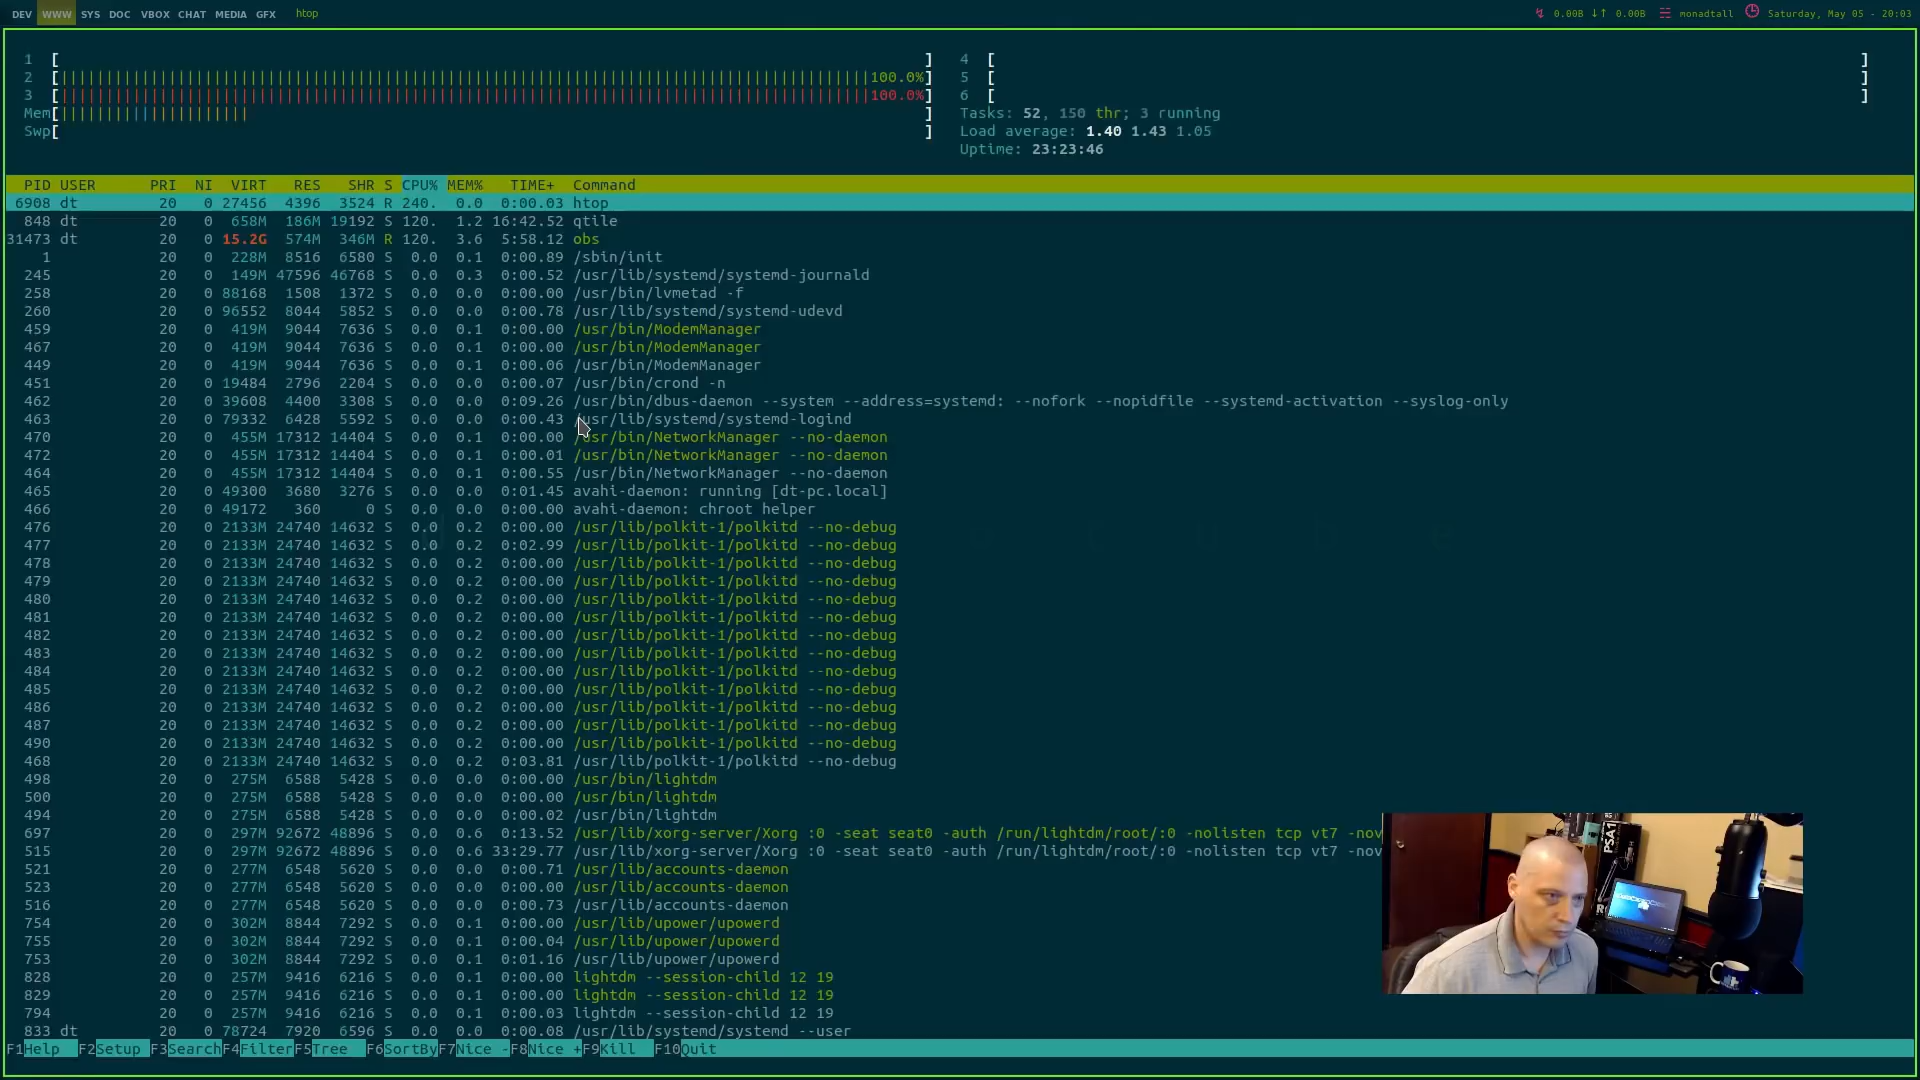 DEV WWW SYS DOC VBOX CHAT MEDIA GFX htop 0.00B ↓↑ 0.00B monadtall Saturday, May 05 - 20:03
1 [ ] 4 [ ]
2 [||||||||||||||||||||||||||||||||||||||||||||||||||||||||||||||||||||||||||||||||||||||||||100.0%] 5 [ ]
3 [||||||||||||||||||||||||||||||||||||||||||||||||||||||||||||||||||||||||||||||||||||||||||100.0%] 6 [ ]
Mem[||||||||||||||||||||| ] Tasks: 52, 150 thr; 3 running
Swp[ ] Load average: 1.40 1.43 1.05
Uptime: 23:23:46
PID USER PRI NI VIRT RES SHR S CPU% MEM% TIME+ Command
6908 dt 20 0 27456 4396 3524 R 240. 0.0 0:00.03 htop
848 dt 20 0 658M 186M 19192 S 120. 1.2 16:42.52 qtile
31473 dt 20 0 15.2G 574M 346M R 120. 3.6 5:58.12 obs
1 20 0 228M 8516 6580 S 0.0 0.1 0:00.89 /sbin/init
245 20 0 149M 47596 46768 S 0.0 0.3 0:00.52 /usr/lib/systemd/systemd-journald
258 20 0 88168 1508 1372 S 0.0 0.0 0:00.00 /usr/bin/lvmetad -f
260 20 0 96552 8044 5852 S 0.0 0.0 0:00.78 /usr/lib/systemd/systemd-udevd
459 20 0 419M 9044 7636 S 0.0 0.1 0:00.00 /usr/bin/ModemManager
467 20 0 419M 9044 7636 S 0.0 0.1 0:00.00 /usr/bin/ModemManager
449 20 0 419M 9044 7636 S 0.0 0.1 0:00.06 /usr/bin/ModemManager
451 20 0 19484 2796 2204 S 0.0 0.0 0:00.07 /usr/bin/crond -n
462 20 0 39608 4400 3308 S 0.0 0.0 0:09.26 /usr/bin/dbus-daemon --system --address=systemd: --nofork --nopidfile --systemd-activation --syslog-only
463 20 0 79332 6428 5592 S 0.0 0.0 0:00.43 /usr/lib/systemd/systemd-logind
470 20 0 455M 17312 14404 S 0.0 0.1 0:00.00 /usr/bin/NetworkManager --no-daemon
472 20 0 455M 17312 14404 S 0.0 0.1 0:00.01 /usr/bin/NetworkManager --no-daemon
464 20 0 455M 17312 14404 S 0.0 0.1 0:00.55 /usr/bin/NetworkManager --no-daemon
465 20 0 49300 3680 3276 S 0.0 0.0 0:01.45 avahi-daemon: running [dt-pc.local]
466 20 0 49172 360 0 S 0.0 0.0 0:00.00 avahi-daemon: chroot helper
476 20 0 2133M 24740 14632 S 0.0 0.2 0:00.00 /usr/lib/polkit-1/polkitd --no-debug
477 20 0 2133M 24740 14632 S 0.0 0.2 0:02.99 /usr/lib/polkit-1/polkitd --no-debug
478 20 0 2133M 24740 14632 S 0.0 0.2 0:00.00 /usr/lib/polkit-1/polkitd --no-debug
479 20 0 2133M 24740 14632 S 0.0 0.2 0:00.00 /usr/lib/polkit-1/polkitd --no-debug
480 20 0 2133M 24740 14632 S 0.0 0.2 0:00.00 /usr/lib/polkit-1/polkitd --no-debug
481 20 0 2133M 24740 14632 S 0.0 0.2 0:00.00 /usr/lib/polkit-1/polkitd --no-debug
482 20 0 2133M 24740 14632 S 0.0 0.2 0:00.00 /usr/lib/polkit-1/polkitd --no-debug
483 20 0 2133M 24740 14632 S 0.0 0.2 0:00.00 /usr/lib/polkit-1/polkitd --no-debug
484 20 0 2133M 24740 14632 S 0.0 0.2 0:00.00 /usr/lib/polkit-1/polkitd --no-debug
485 20 0 2133M 24740 14632 S 0.0 0.2 0:00.00 /usr/lib/polkit-1/polkitd --no-debug
486 20 0 2133M 24740 14632 S 0.0 0.2 0:00.00 /usr/lib/polkit-1/polkitd --no-debug
487 20 0 2133M 24740 14632 S 0.0 0.2 0:00.00 /usr/lib/polkit-1/polkitd --no-debug
490 20 0 2133M 24740 14632 S 0.0 0.2 0:00.00 /usr/lib/polkit-1/polkitd --no-debug
468 20 0 2133M 24740 14632 S 0.0 0.2 0:03.81 /usr/lib/polkit-1/polkitd --no-debug
498 20 0 275M 6588 5428 S 0.0 0.0 0:00.00 /usr/bin/lightdm
500 20 0 275M 6588 5428 S 0.0 0.0 0:00.00 /usr/bin/lightdm
494 20 0 275M 6588 5428 S 0.0 0.0 0:00.02 /usr/bin/lightdm
697 20 0 297M 92672 48896 S 0.0 0.6 0:13.52 /usr/lib/xorg-server/Xorg :0 -seat seat0 -auth /run/lightdm/root/:0 -nolisten tcp vt7 -nov
515 20 0 297M 92672 48896 S 0.0 0.6 33:29.77 /usr/lib/xorg-server/Xorg :0 -seat seat0 -auth /run/lightdm/root/:0 -nolisten tcp vt7 -nov
521 20 0 277M 6548 5620 S 0.0 0.0 0:00.71 /usr/lib/accounts-daemon
523 20 0 277M 6548 5620 S 0.0 0.0 0:00.00 /usr/lib/accounts-daemon
516 20 0 277M 6548 5620 S 0.0 0.0 0:00.73 /usr/lib/accounts-daemon
754 20 0 302M 8844 7292 S 0.0 0.1 0:00.00 /usr/lib/upower/upowerd
755 20 0 302M 8844 7292 S 0.0 0.1 0:00.04 /usr/lib/upower/upowerd
753 20 0 302M 8844 7292 S 0.0 0.1 0:01.16 /usr/lib/upower/upowerd
828 20 0 257M 9416 6216 S 0.0 0.1 0:00.00 lightdm --session-child 12 19
829 20 0 257M 9416 6216 S 0.0 0.1 0:00.00 lightdm --session-child 12 19
794 20 0 257M 9416 6216 S 0.0 0.1 0:00.03 lightdm --session-child 12 19
833 dt 20 0 78724 7920 6596 S 0.0 0.0 0:00.08 /usr/lib/systemd/systemd --user
F1Help F2Setup F3SearchF4FilterF5Tree F6SortByF7Nice -F8Nice +F9Kill F10Quit
PSA1